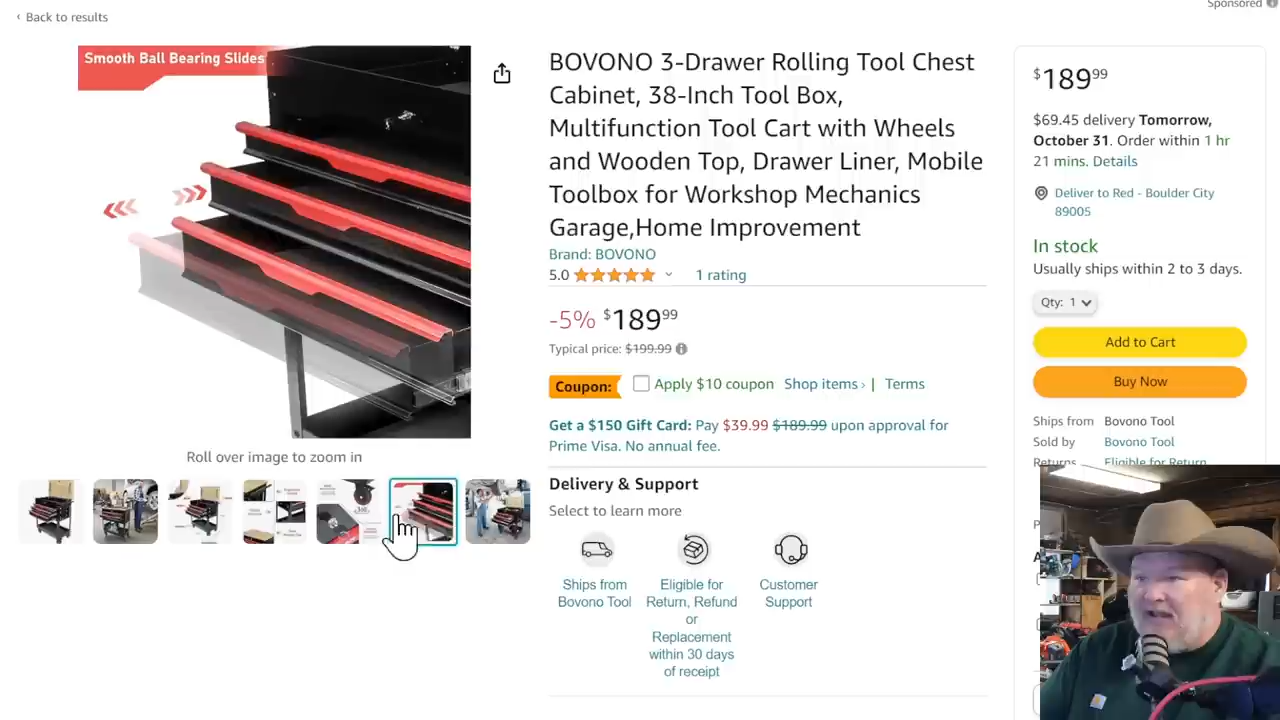 ‹ Back to results
Sponsored
Smooth Ball Bearing Slides
Roll over image to zoom in
BOVONO 3-Drawer Rolling Tool Chest
Cabinet, 38-Inch Tool Box,
Multifunction Tool Cart with Wheels
and Wooden Top, Drawer Liner, Mobile
Toolbox for Workshop Mechanics
Garage,Home Improvement
Brand: BOVONO
5.0
1 rating
-5% $189⁹⁹
Typical price: $199.99
Coupon:
Apply $10 coupon Shop items › | Terms
Get a $150 Gift Card: Pay $39.99 $189.99 upon approval for
Prime Visa. No annual fee.
Delivery & Support
Select to learn more
Ships from
Bovono Tool
Eligible for
Return, Refund
or
Replacement
within 30 days
of receipt
Customer
Support
$189⁹⁹
$69.45 delivery Tomorrow,
October 31. Order within 1 hr
21 mins. Details
Deliver to Red - Boulder City
89005
In stock
Usually ships within 2 to 3 days.
Qty: 1
Add to Cart
Buy Now
Ships from Bovono Tool
Sold by Bovono Tool
Returns Eligible for Return,